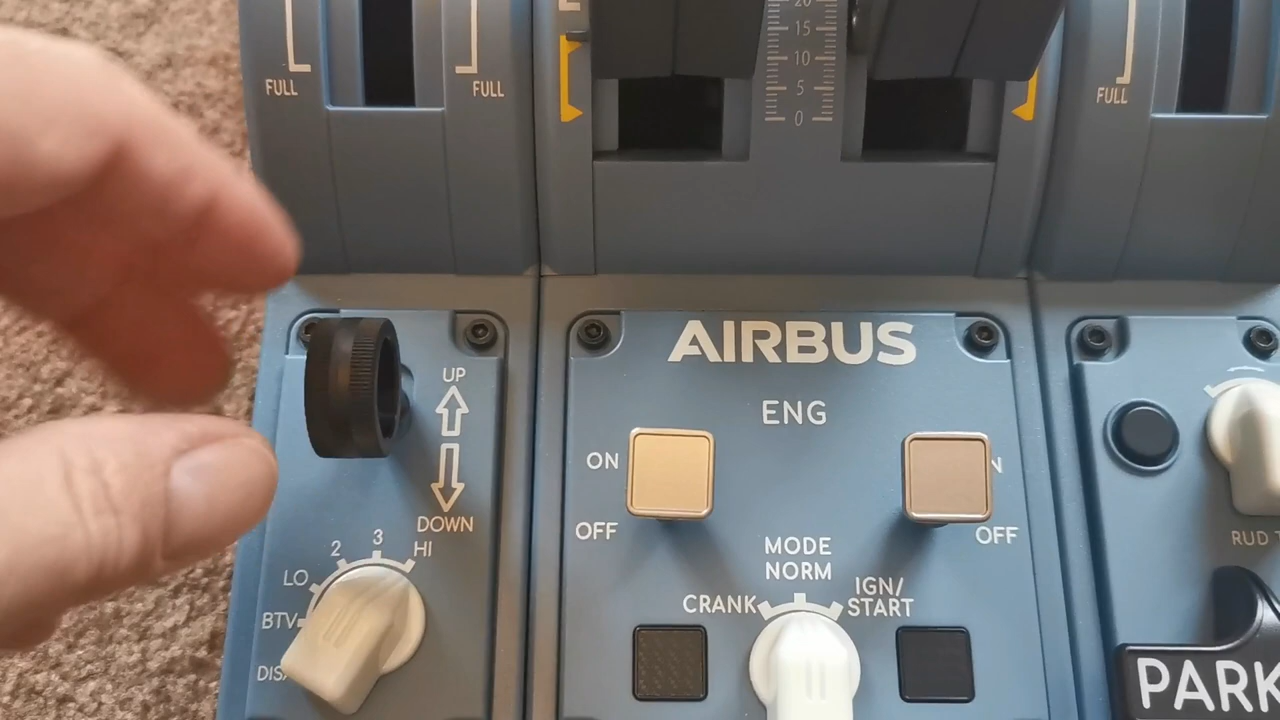 FULL
FULL
20
15
10
5
0
FULL
AIRBUS
ENG
UP
DOWN
ON
OFF
OFF
MODE
NORM
CRANK
IGN/
START
3
2
HI
LO
BTV
RUD
PARK